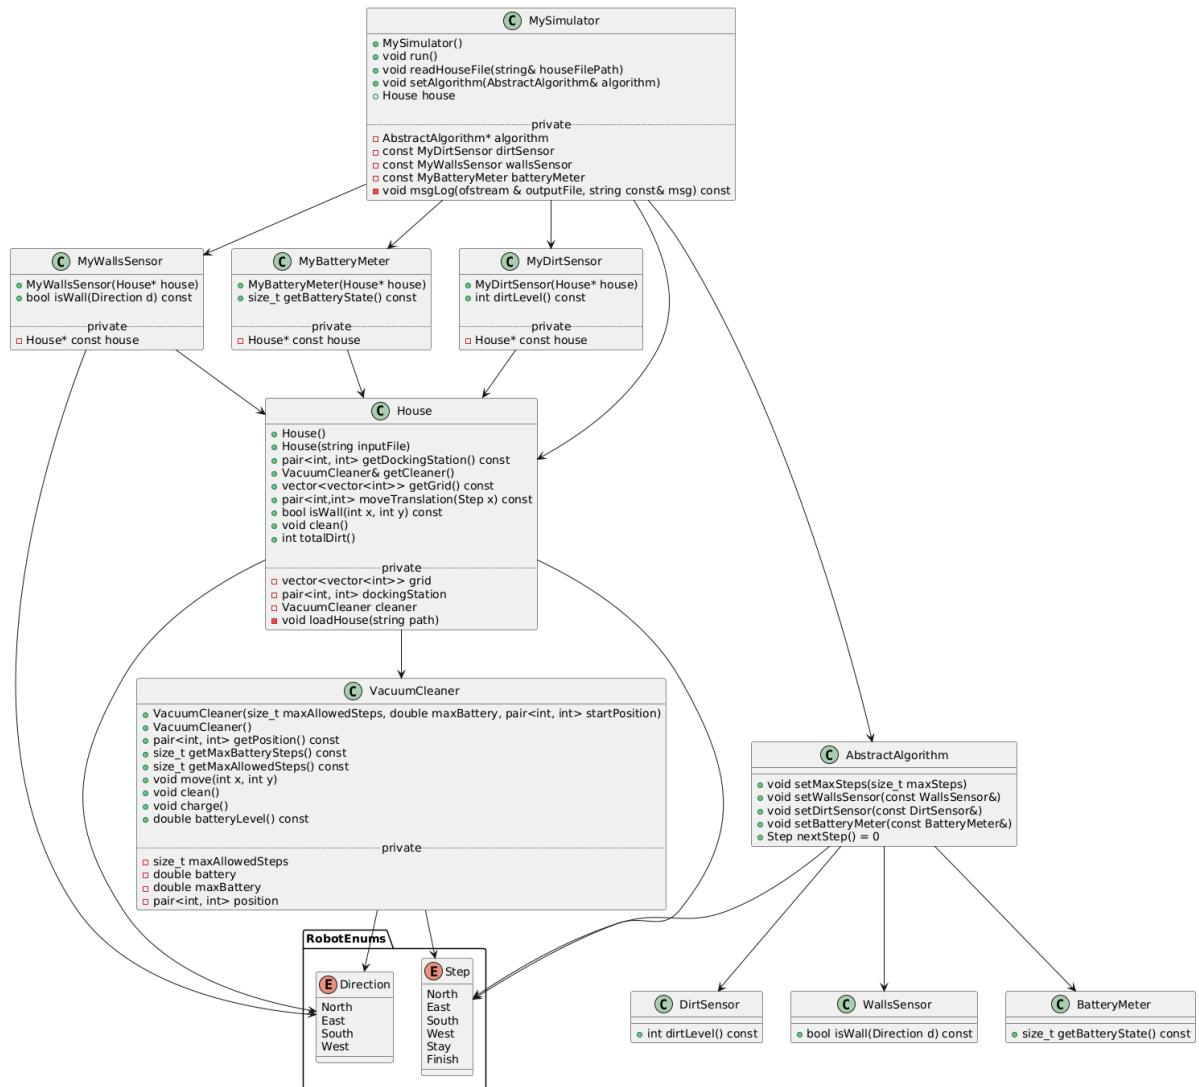 C MySimulator
MySimulator()
void run()
void readHouseFile(string& houseFilePath)
void setAlgorithm(AbstractAlgorithm& algorithm)
House house
private
AbstractAlgorithm* algorithm
const MyDirtSensor dirtSensor
const MyWallsSensor wallsSensor
const MyBatteryMeter batteryMeter
void msgLog(ofstream & outputFile, string const& msg) const
C MyWallsSensor
MyWallsSensor(House* house)
bool isWall(Direction d) const
private
House* const house
C MyBatteryMeter
MyBatteryMeter(House* house)
size_t getBatteryState() const
private
House* const house
C MyDirtSensor
MyDirtSensor(House* house)
int dirtLevel() const
private
House* const house
C House
House()
House(string inputFile)
pair<int, int> getDockingStation() const
VacuumCleaner& getCleaner()
vector<vector<int>> getGrid() const
pair<int,int> moveTranslation(Step x) const
bool isWall(int x, int y) const
void clean()
int totalDirt()
private
vector<vector<int>> grid
pair<int, int> dockingStation
VacuumCleaner cleaner
void loadHouse(string path)
C VacuumCleaner
VacuumCleaner(size_t maxAllowedSteps, double maxBattery, pair<int, int> startPosition)
VacuumCleaner()
pair<int, int> getPosition() const
size_t getMaxBatterySteps() const
size_t getMaxAllowedSteps() const
void move(int x, int y)
void clean()
void charge()
double batteryLevel() const
private
size_t maxAllowedSteps
double battery
double maxBattery
pair<int, int> position
C AbstractAlgorithm
void setMaxSteps(size_t maxSteps)
void setWallsSensor(const WallsSensor&)
void setDirtSensor(const DirtSensor&)
void setBatteryMeter(const BatteryMeter&)
Step nextStep() = 0
RobotEnums
E Direction
North
East
South
West
E Step
North
East
South
West
Stay
Finish
C DirtSensor
int dirtLevel() const
C WallsSensor
bool isWall(Direction d) const
C BatteryMeter
size_t getBatteryState() const